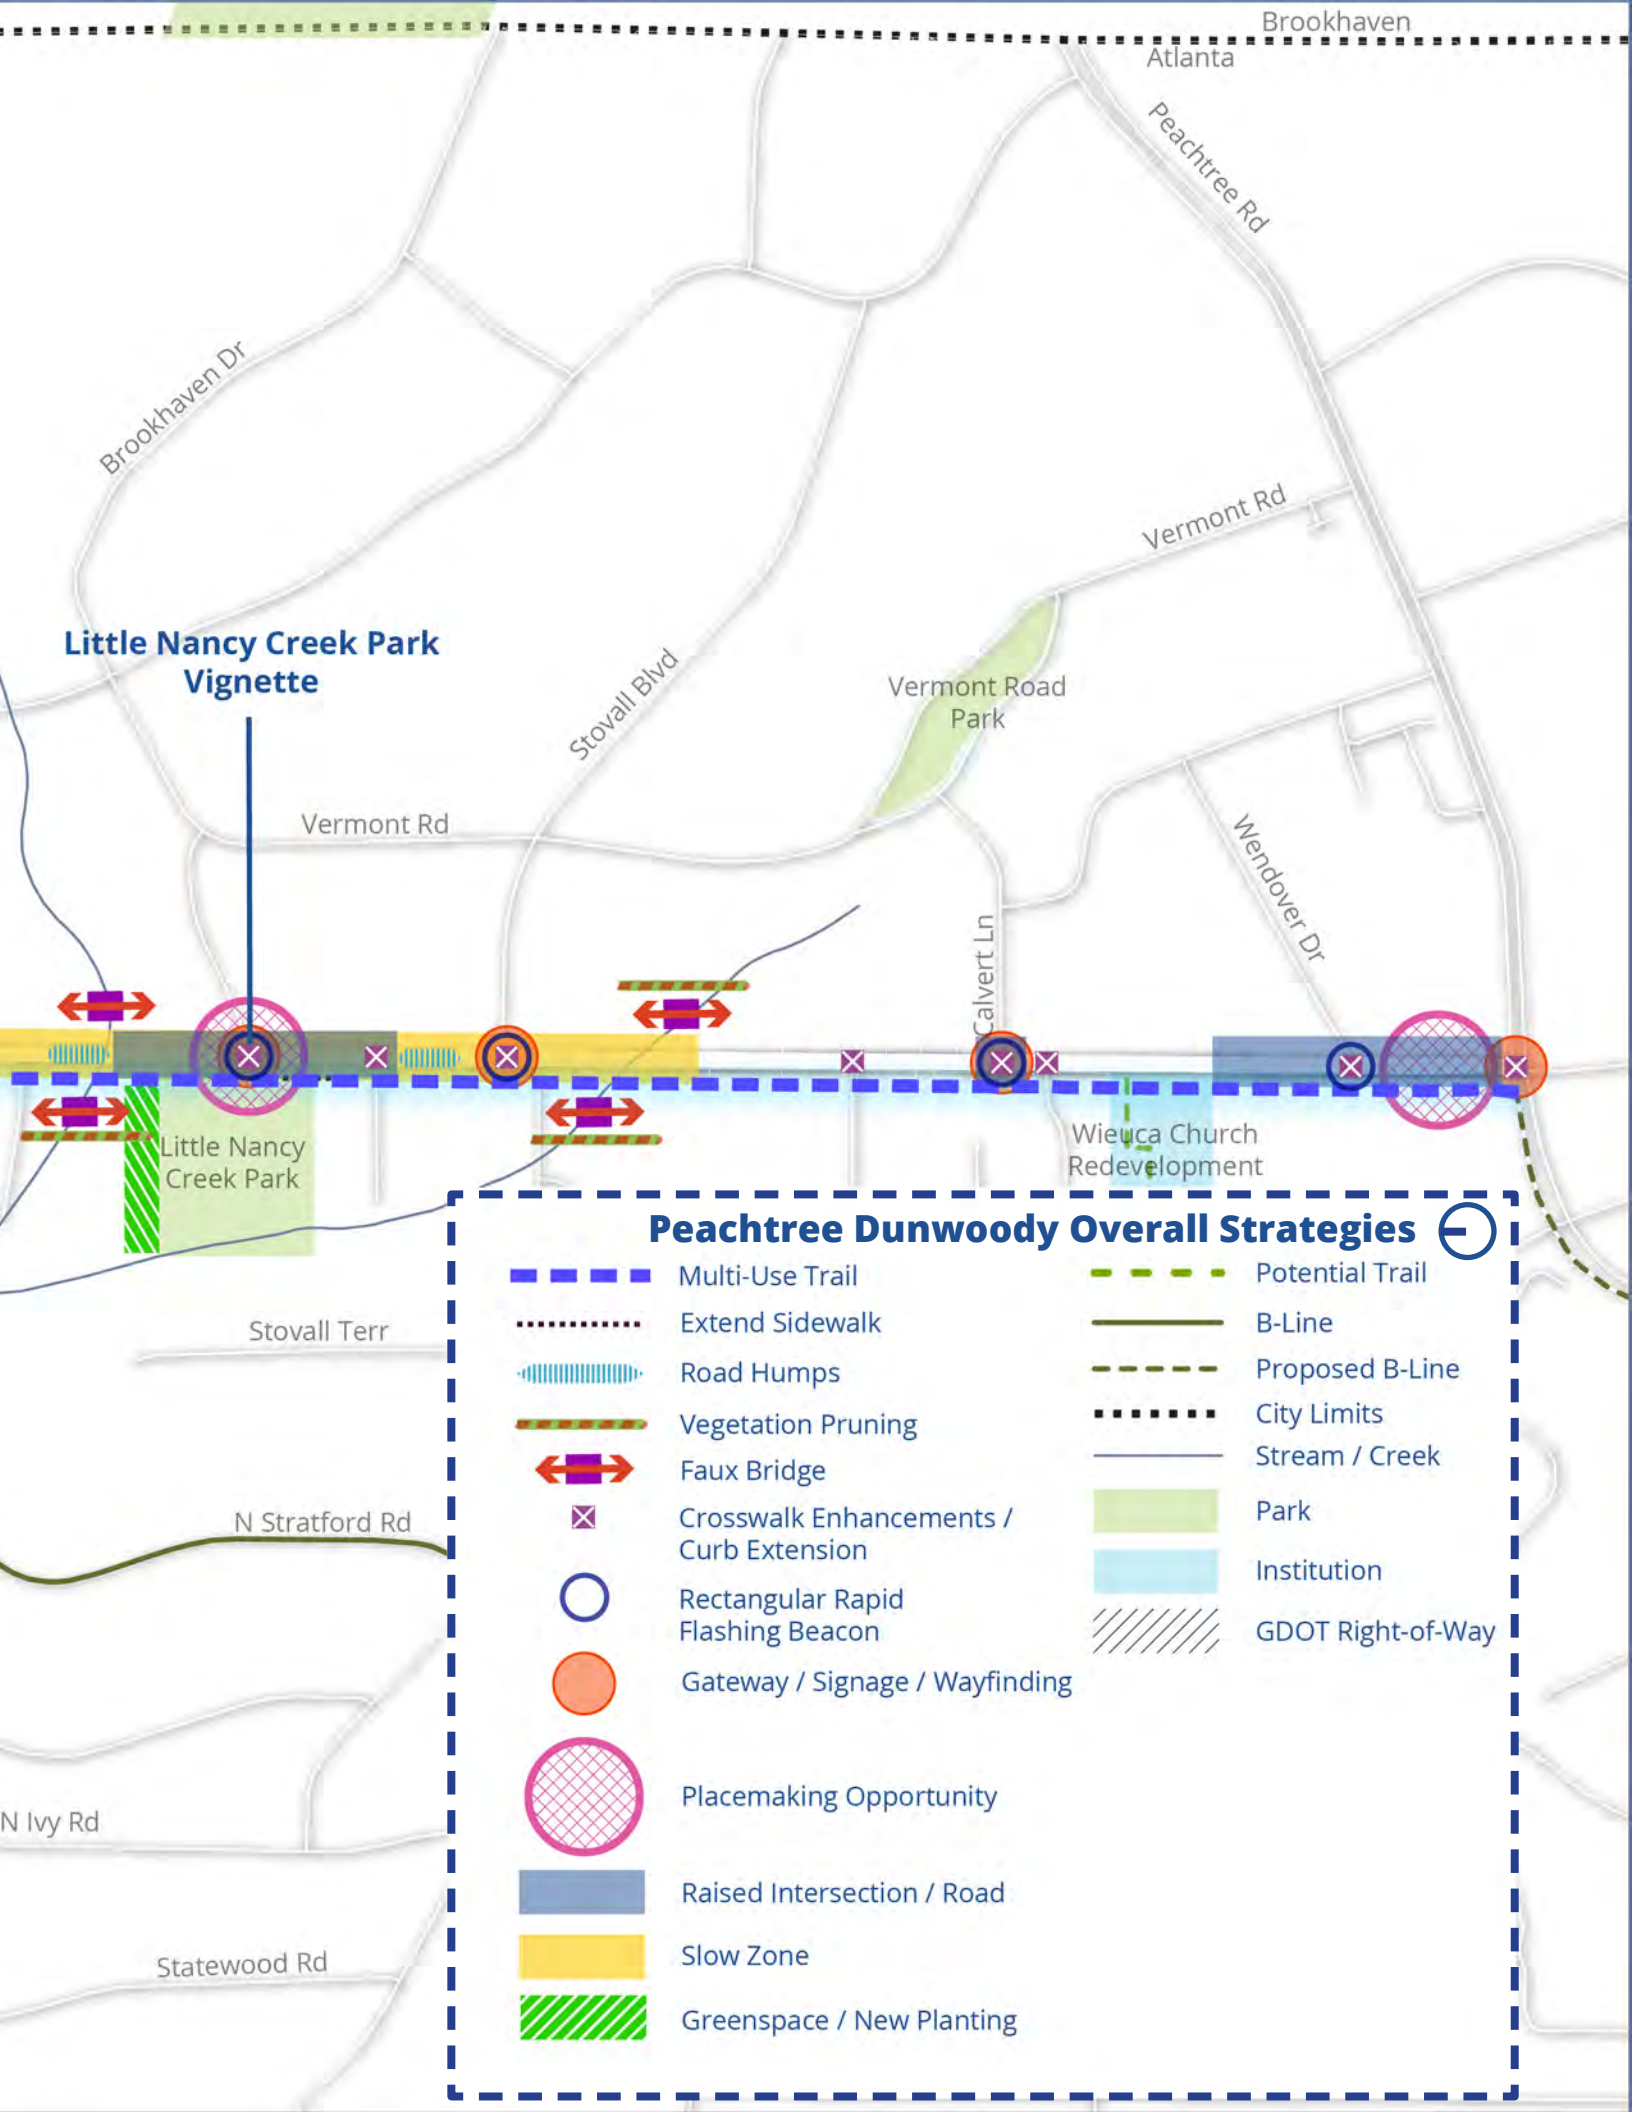 Brookhaven
Atlanta
Peachtree Rd
Brookhaven Dr
Vermont Rd
Little Nancy Creek Park
Vignette
Stovall Blvd
Vermont Road
Park
Vermont Rd
Wendover Dr
Calvert Ln
Little Nancy
Creek Park
Wieuca Church
Redevelopment
Stovall Terr
N Stratford Rd
N Ivy Rd
Statewood Rd
Peachtree Dunwoody Overall Strategies
Multi-Use Trail
Extend Sidewalk
Road Humps
Vegetation Pruning
Faux Bridge
Crosswalk Enhancements /
Curb Extension
Rectangular Rapid
Flashing Beacon
Gateway / Signage / Wayfinding
Placemaking Opportunity
Raised Intersection / Road
Slow Zone
Greenspace / New Planting
Potential Trail
B-Line
Proposed B-Line
City Limits
Stream / Creek
Park
Institution
GDOT Right-of-Way